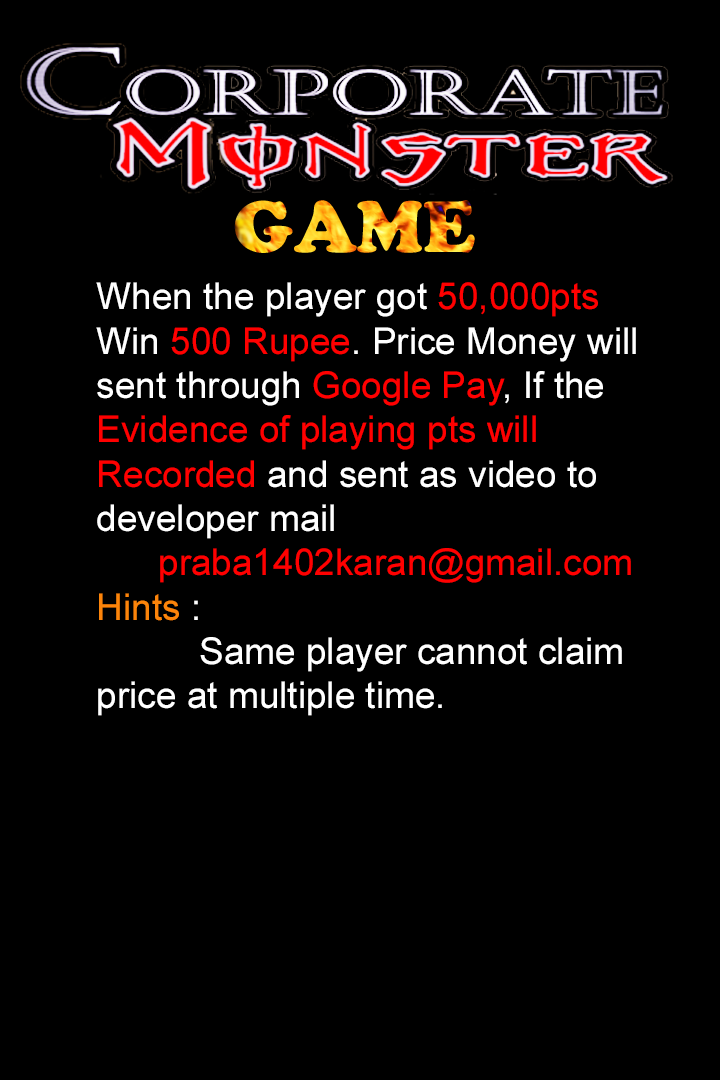 CORPORATE
MONSTER
GAME
When the player got 50,000pts
Win 500 Rupee. Price Money will
sent through Google Pay, If the
Evidence of playing pts will
Recorded and sent as video to
developer mail
praba1402karan@gmail.com
Hints :
Same player cannot claim
price at multiple time.